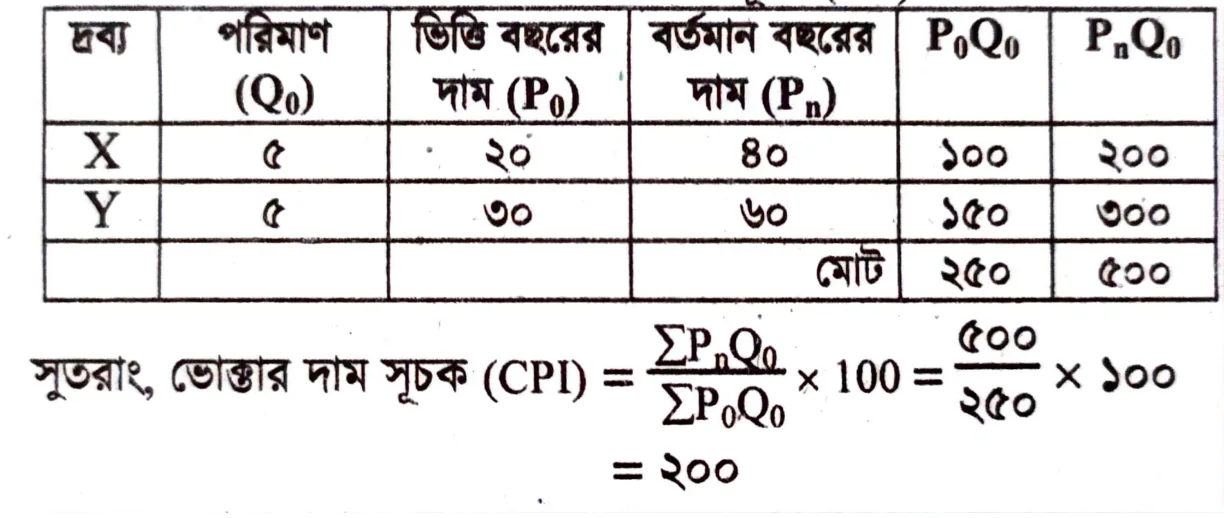 দ্রব্য পরিমাণ (Q₀) ভিত্তি বছরের দাম (P₀) বর্তমান বছরের দাম (Pₙ) P₀Q₀ PₙQ₀
X ৫ ২০ ৪০ ১০০ ২০০
Y ৫ ৩০ ৬০ ১৫০ ৩০০
মোট ২৫০ ৫০০
সুতরাং, ভোক্তার দাম সূচক (CPI) = ∑PₙQ₀ / ∑P₀Q₀ × 100 = ৫০০ / ২৫০ × ১০০
= ২০০